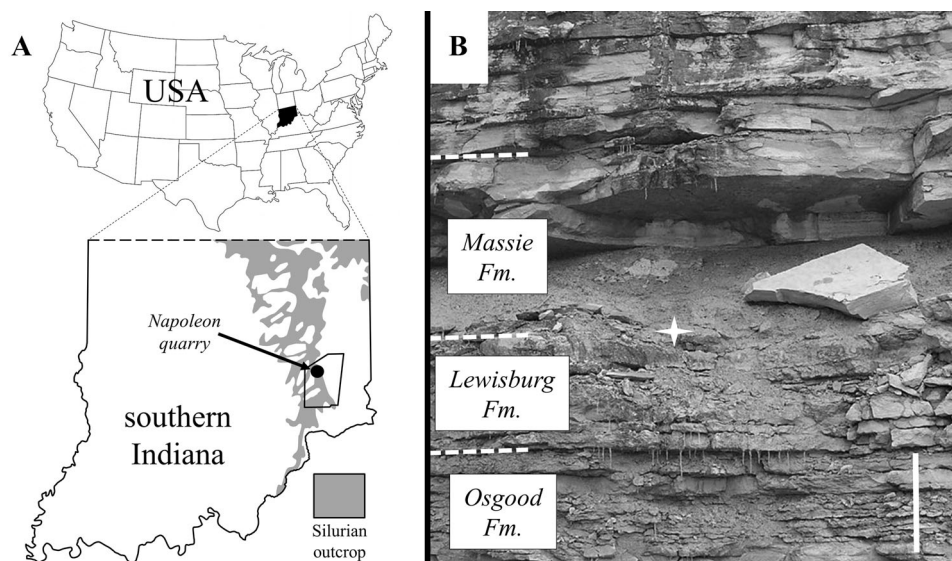 A
USA
Napoleon
quarry
southern
Indiana
Silurian
outcrop
B
Massie
Fm.
Lewisburg
Fm.
Osgood
Fm.